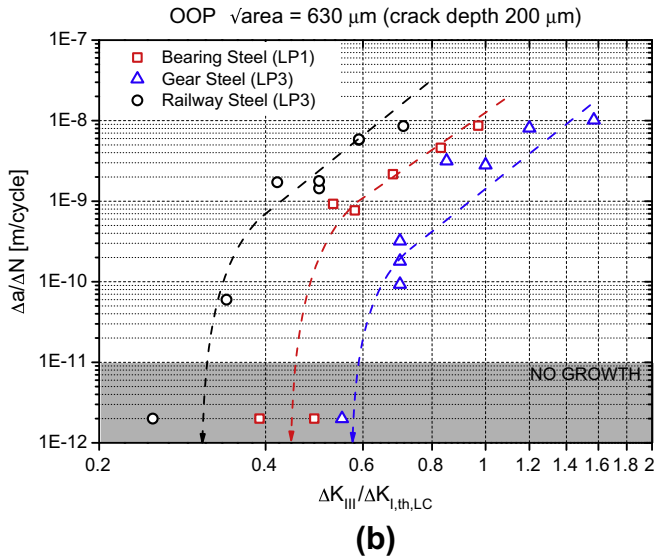 OOP √area = 630 μm (crack depth 200 μm)
1E-7
Bearing Steel (LP1)
Gear Steel (LP3)
Railway Steel (LP3)
1E-8
1E-9
Δa/ΔN [m/cycle]
1E-10
1E-11
NO GROWTH
1E-12
0.2 0.4 0.6 0.8 1 1.2 1.4 1.6 1.8 2
ΔK_III/ΔK_I,th,LC
(b)